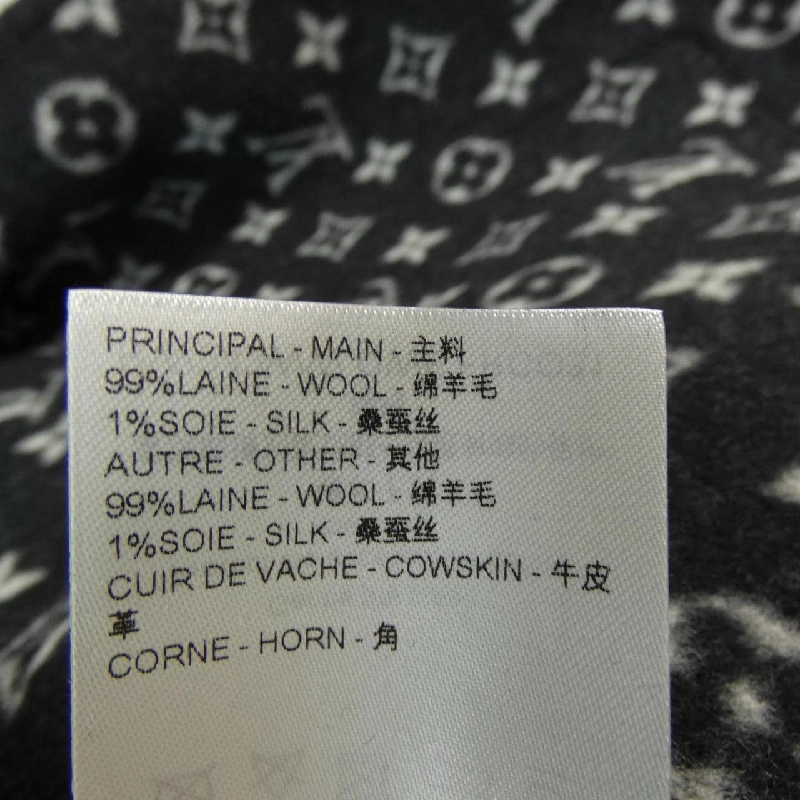 PRINCIPAL - MAIN - 主料
99%LAINE - WOOL - 绵羊毛
1%SOIE - SILK - 桑蚕丝
AUTRE - OTHER - 其他
99%LAINE - WOOL - 绵羊毛
1%SOIE - SILK - 桑蚕丝
CUIR DE VACHE - COWSKIN - 牛皮
革
CORNE - HORN - 角